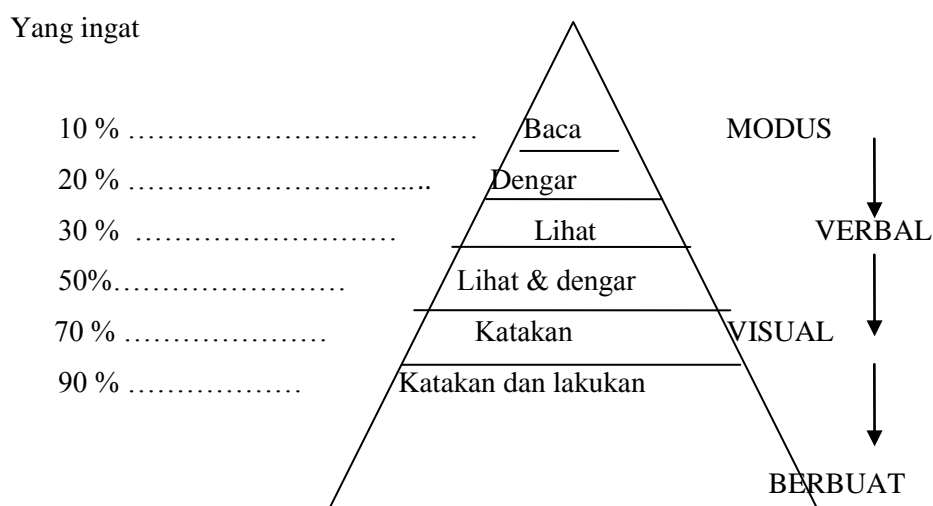 Yang ingat
10 % ……………………………… Baca MODUS
20 % ……………………….….. Dengar
30 % ……………………… Lihat VERBAL
50%…………………… Lihat & dengar
70 % ………………… Katakan VISUAL
90 % ……………… Katakan dan lakukan
BERBUAT